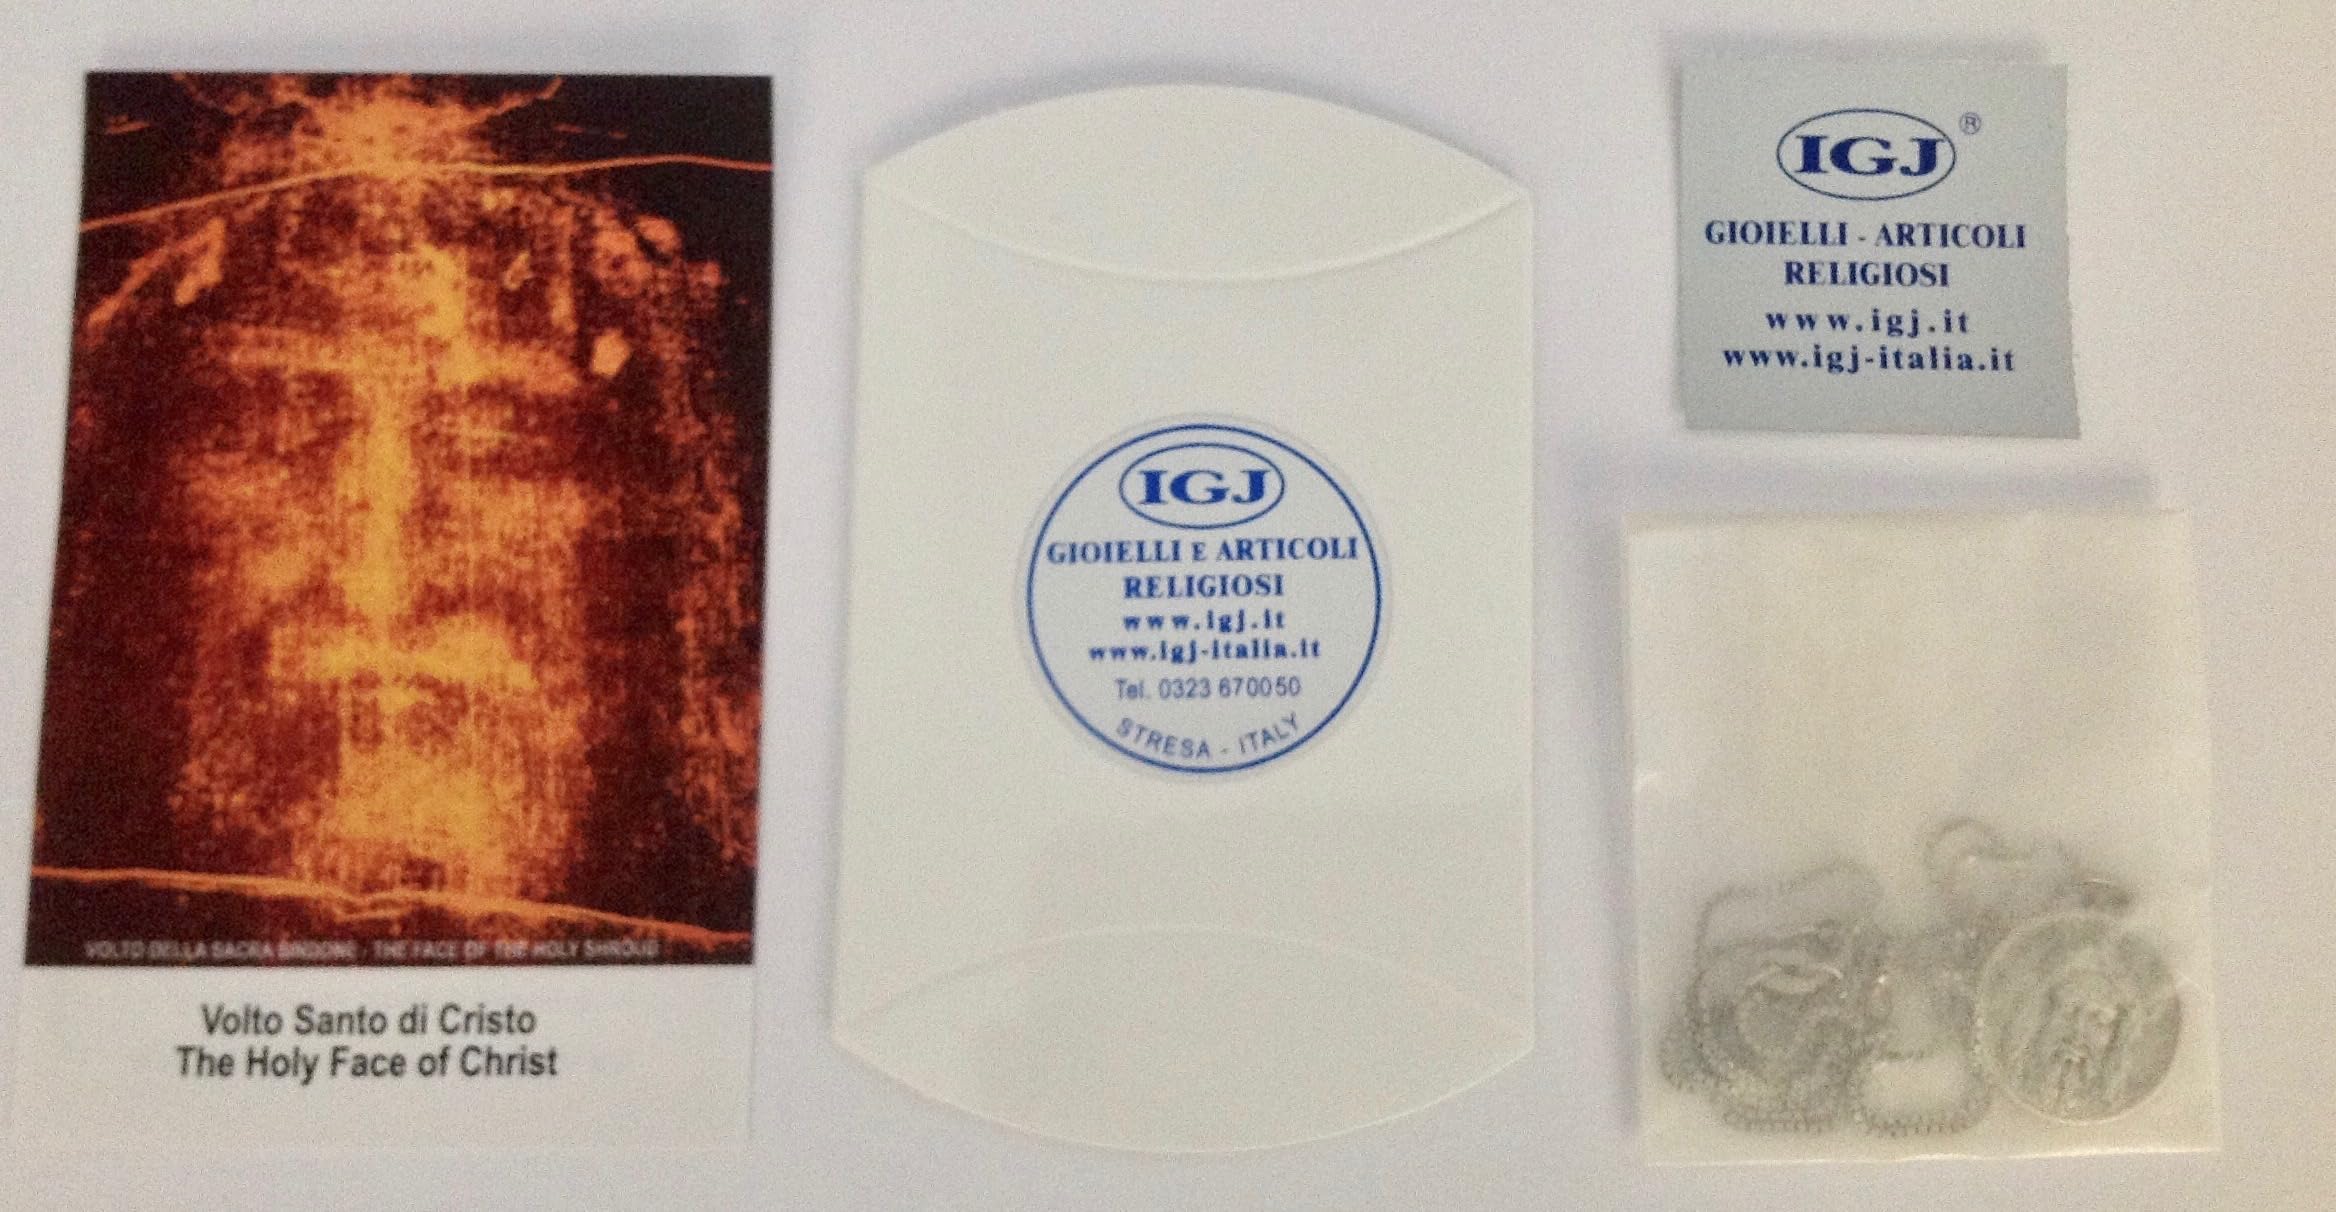 VOLTO DELLA SACRA SINDONE - THE FACE OF THE HOLY SHROUD
Volto Santo di Cristo
The Holy Face of Christ
IGJ
GIOIELLI E ARTICOLI
RELIGIOSI
www.igj.it
www.igj-italia.it
Tel. 0323 670050
STRESA - ITALY
IGJ ®
GIOIELLI - ARTICOLI
RELIGIOSI
www.igj.it
www.igj-italia.it